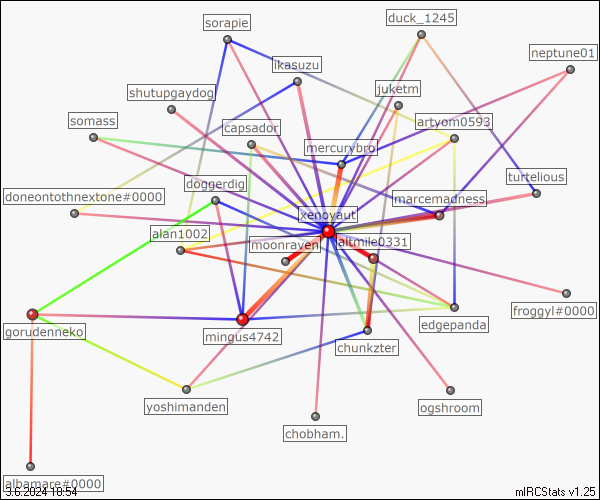 duck_1245
sorapie
neptune01
ikasuzu
juketm
shutupgaydog
somass
artyom0593
capsador
mercurybro
doggerdig
turtelious
doneontothnextone#0000
marcemadness
xenoyaut
alan1002
moonraven
aitmile0331
froggyl#0000
edgepanda
gorudenneko
mingus4742
chunkzter
yoshimanden
ogshroom
chobham.
albamare#0000
3.6.2024 18:54
mIRCStats v1.25